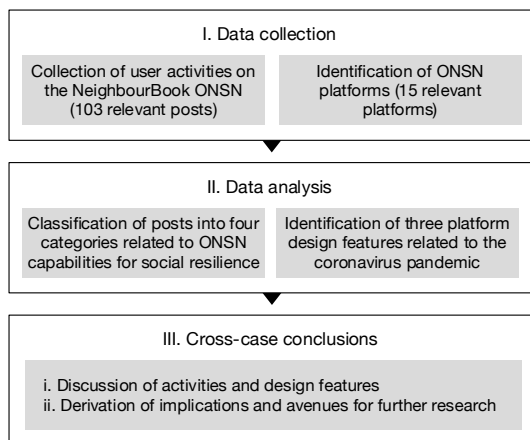 I. Data collection
Collection of user activities on
the NeighbourBook ONSN
(103 relevant posts)
Identification of ONSN
platforms (15 relevant
platforms)
II. Data analysis
Classification of posts into four
categories related to ONSN
capabilities for social resilience
Identification of three platform
design features related to the
coronavirus pandemic
III. Cross-case conclusions
i. Discussion of activities and design features
ii. Derivation of implications and avenues for further research